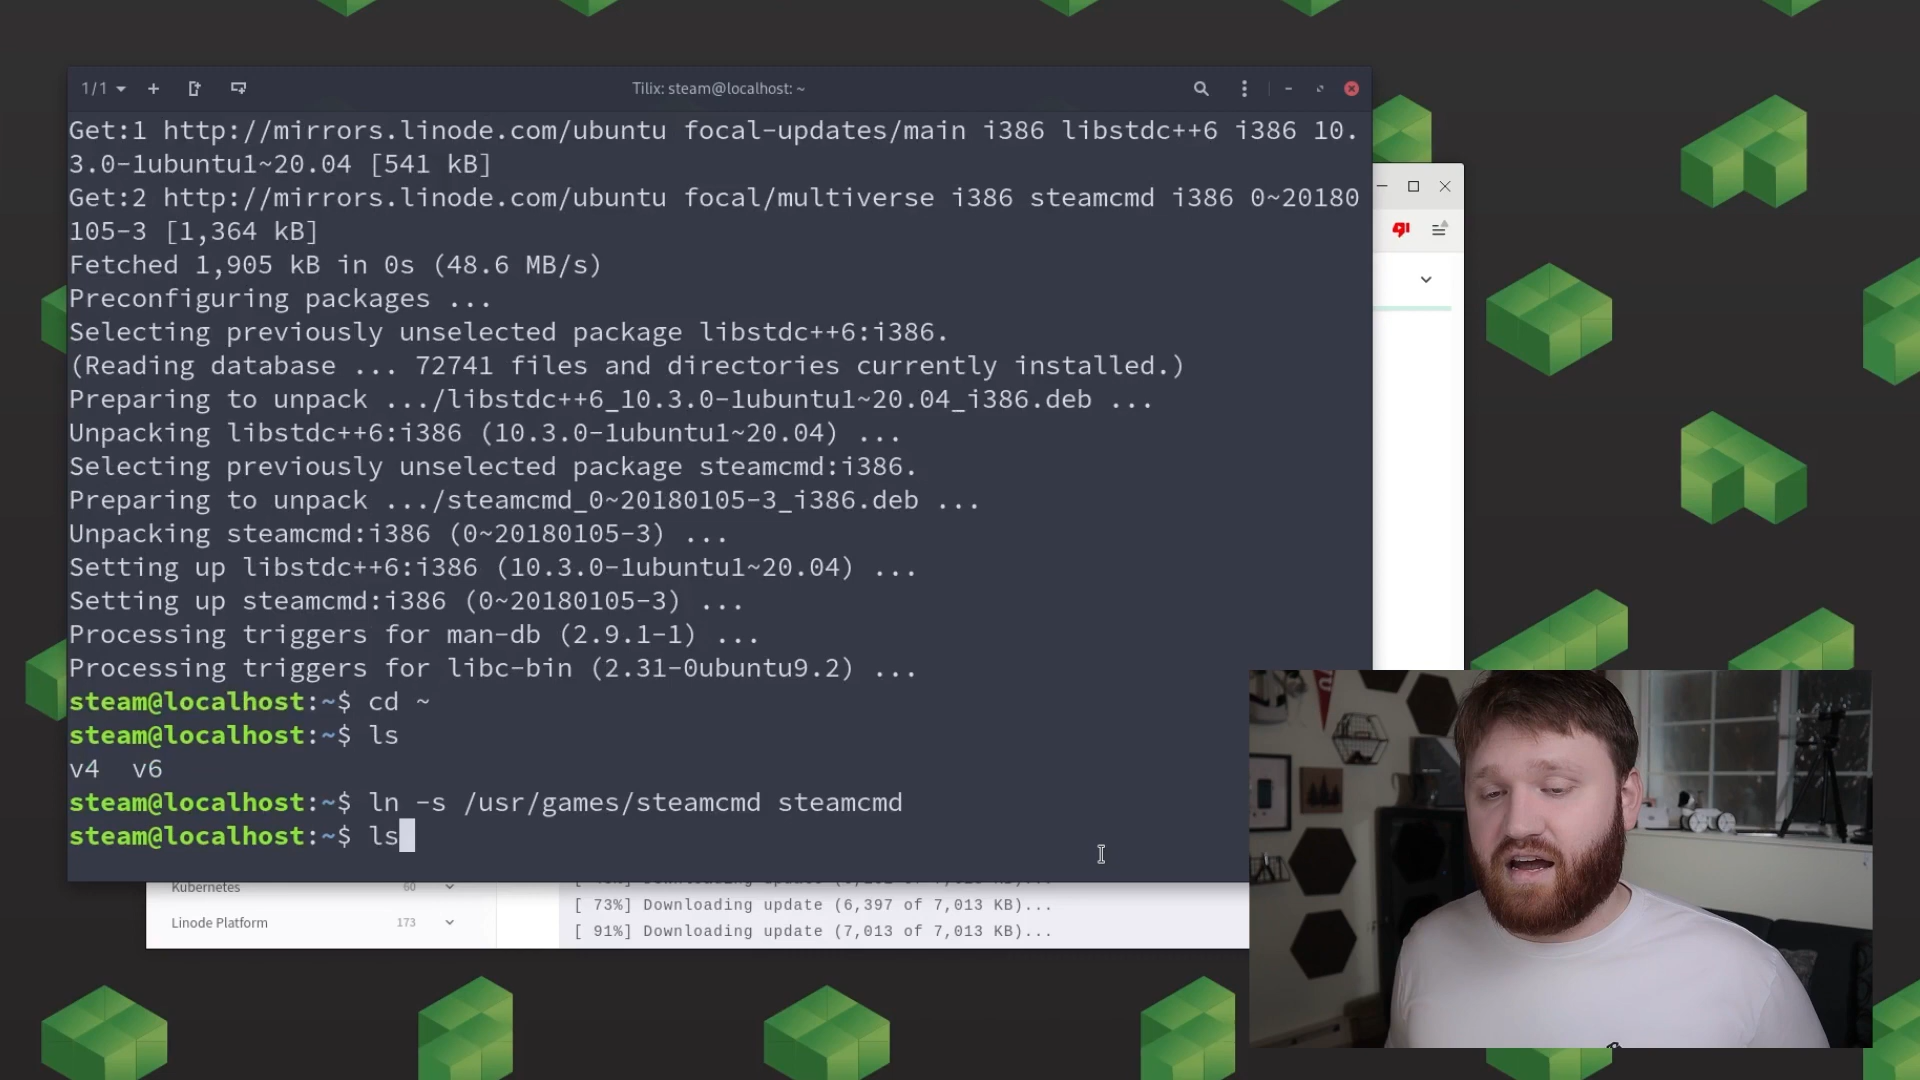 1/1
Tilix: steam@localhost: ~
Get:1 http://mirrors.linode.com/ubuntu focal-updates/main i386 libstdc++6 i386 10.
3.0-1ubuntu1~20.04 [541 kB]
Get:2 http://mirrors.linode.com/ubuntu focal/multiverse i386 steamcmd i386 0~20180
105-3 [1,364 kB]
Fetched 1,905 kB in 0s (48.6 MB/s)
Preconfiguring packages ...
Selecting previously unselected package libstdc++6:i386.
(Reading database ... 72741 files and directories currently installed.)
Preparing to unpack .../libstdc++6_10.3.0-1ubuntu1~20.04_i386.deb ...
Unpacking libstdc++6:i386 (10.3.0-1ubuntu1~20.04) ...
Selecting previously unselected package steamcmd:i386.
Preparing to unpack .../steamcmd_0~20180105-3_i386.deb ...
Unpacking steamcmd:i386 (0~20180105-3) ...
Setting up libstdc++6:i386 (10.3.0-1ubuntu1~20.04) ...
Setting up steamcmd:i386 (0~20180105-3) ...
Processing triggers for man-db (2.9.1-1) ...
Processing triggers for libc-bin (2.31-0ubuntu9.2) ...
steam@localhost:~$ cd ~
steam@localhost:~$ ls
v4 v6
steam@localhost:~$ ln -s /usr/games/steamcmd steamcmd
steam@localhost:~$ ls
Kubernetes 60
Linode Platform 173
[ 73%] Downloading update (6,397 of 7,013 KB)...
[ 91%] Downloading update (7,013 of 7,013 KB)...